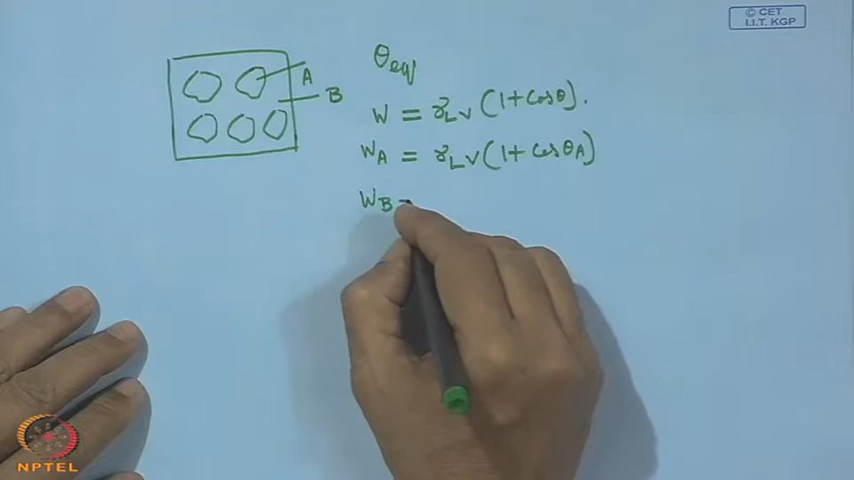 © CET
I.I.T. KGP
θeq
A
B
W = γLV (1+cosθ).
WA = γLV (1+ cosθA)
WB =
NPTEL